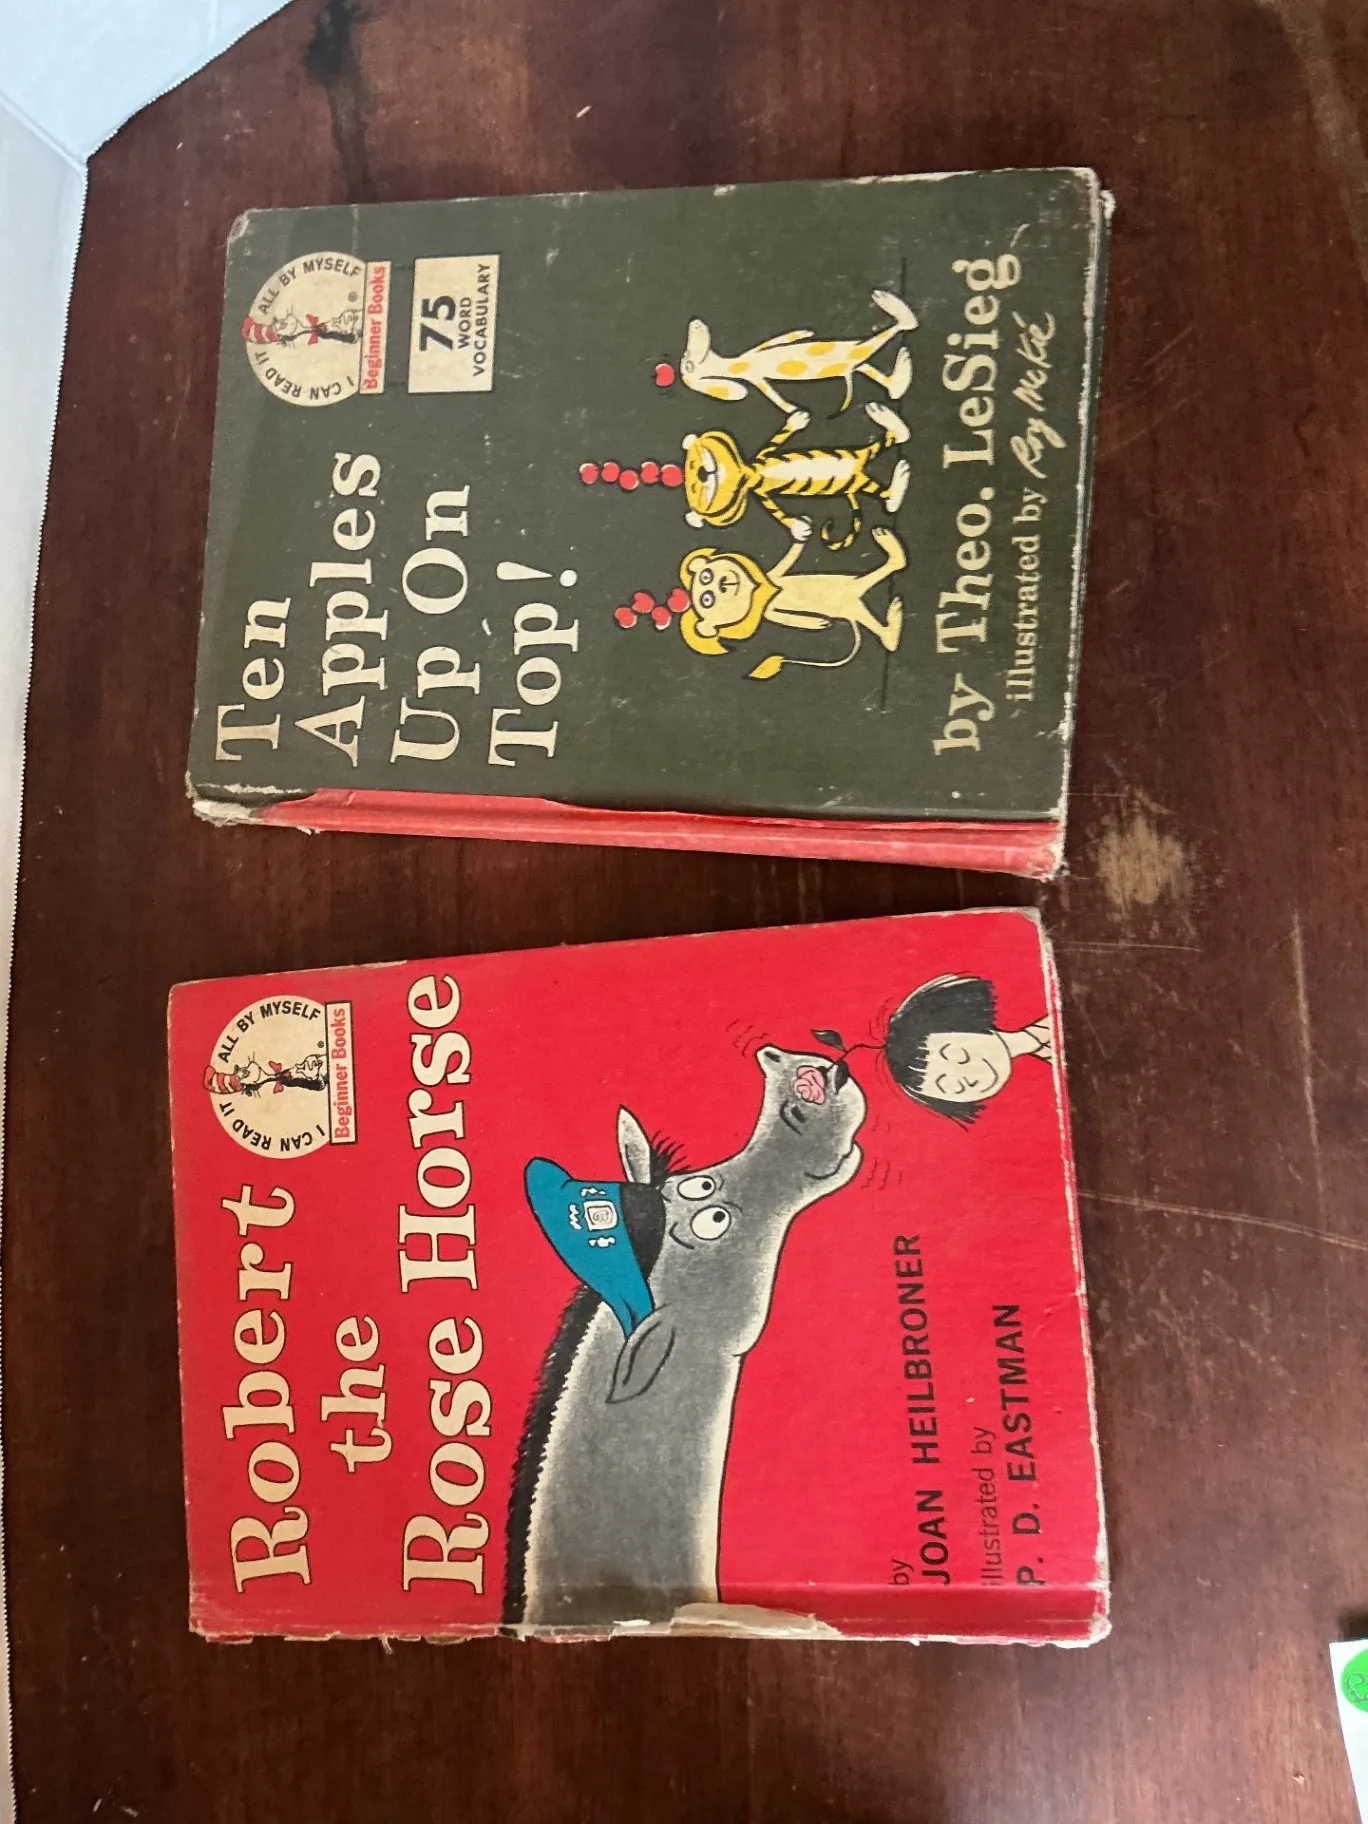 Ten
Apples
Up On
Top!
I CAN READ IT ALL BY MYSELF
®
Beginner Books
75
WORD
VOCABULARY
by Theo. LeSieg
illustrated by Roy McKié
Robert
the
Rose Horse
I CAN READ IT ALL BY MYSELF
®
Beginner Books
by
JOAN HEILBRONER
illustrated by
P. D. EASTMAN